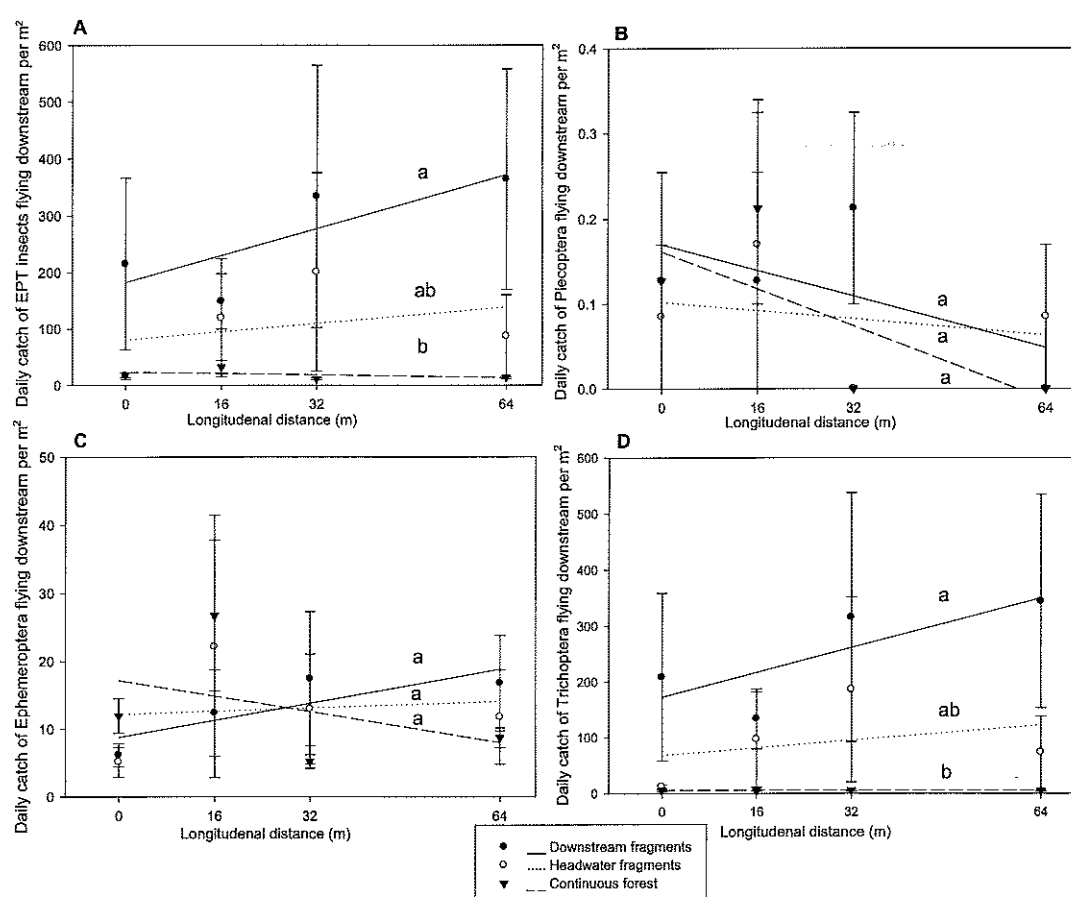 A
Daily catch of EPT insects flying downstream per m²
600
500
400
300
200
100
0
a
ab
b
0 16 32 64
Longitudenal distance (m)
B
Daily catch of Plecoptera flying downstream per m²
0.4
0.3
0.2
0.1
0.0
a
a
a
0 16 32 64
Longitudenal distance (m)
C
Daily catch of Ephemeroptera flying downstream per m²
50
40
30
20
10
0
a
a
a
0 16 32 64
Longitudenal distance (m)
D
Daily catch of Trichoptera flying downstream per m²
600
500
400
300
200
100
0
a
ab
b
0 16 32 64
Longitudenal distance (m)
Downstream fragments
Headwater fragments
Continuous forest